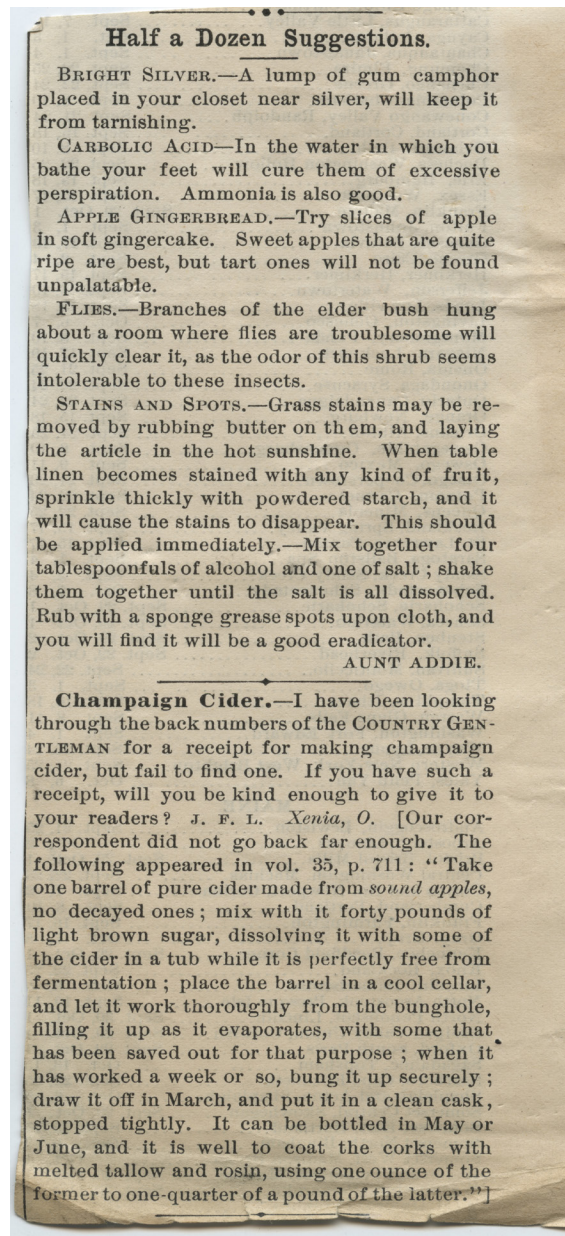 Half a Dozen Suggestions.
BRIGHT SILVER.—A lump of gum camphor
placed in your closet near silver, will keep it
from tarnishing.
CARBOLIC ACID—In the water in which you
bathe your feet will cure them of excessive
perspiration. Ammonia is also good.
APPLE GINGERBREAD.—Try slices of apple
in soft gingercake. Sweet apples that are quite
ripe are best, but tart ones will not be found
unpalatable.
FLIES.—Branches of the elder bush hung
about a room where flies are troublesome will
quickly clear it, as the odor of this shrub seems
intolerable to these insects.
STAINS AND SPOTS.—Grass stains may be re-
moved by rubbing butter on them, and laying
the article in the hot sunshine. When table
linen becomes stained with any kind of fruit,
sprinkle thickly with powdered starch, and it
will cause the stains to disappear. This should
be applied immediately.—Mix together four
tablespoonfuls of alcohol and one of salt ; shake
them together until the salt is all dissolved.
Rub with a sponge grease spots upon cloth, and
you will find it will be a good eradicator.
AUNT ADDIE.
Champaign Cider.—I have been looking
through the back numbers of the COUNTRY GEN-
TLEMAN for a receipt for making champaign
cider, but fail to find one. If you have such a
receipt, will you be kind enough to give it to
your readers? J. F. L. Xenia, O. [Our cor-
respondent did not go back far enough. The
following appeared in vol. 35, p. 711 : "Take
one barrel of pure cider made from sound apples,
no decayed ones ; mix with it forty pounds of
light brown sugar, dissolving it with some of
the cider in a tub while it is perfectly free from
fermentation ; place the barrel in a cool cellar,
and let it work thoroughly from the bunghole,
filling it up as it evaporates, with some that
has been saved out for that purpose ; when it
has worked a week or so, bung it up securely ;
draw it off in March, and put it in a clean cask,
stopped tightly. It can be bottled in May or
June, and it is well to coat the corks with
melted tallow and rosin, using one ounce of the
former to one-quarter of a pound of the latter."]